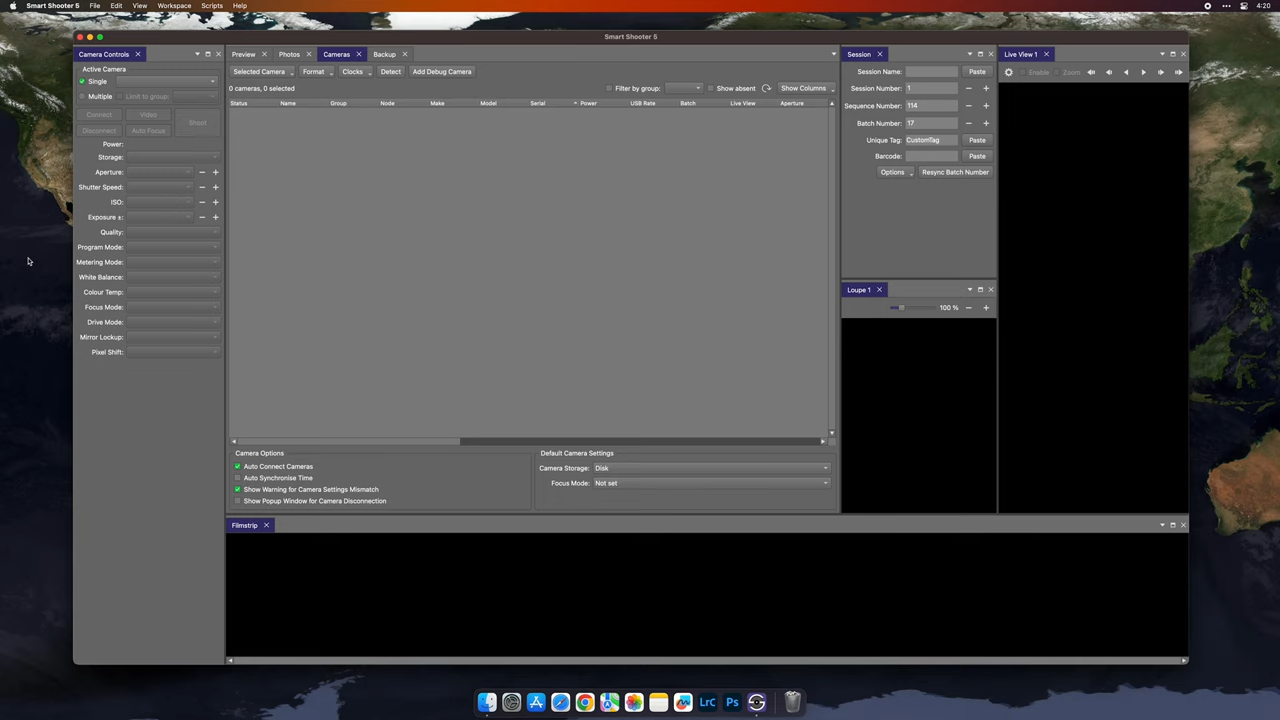 Smart Shooter 5 File Edit View Workspace Scripts Help 4:20
Smart Shooter 5
Camera Controls
Active Camera
Single
Multiple Limit to group:
Connect Video Shoot
Disconnect Auto Focus
Power:
Storage:
Aperture:
Shutter Speed:
ISO:
Exposure ±:
Quality:
Program Mode:
Metering Mode:
White Balance:
Colour Temp:
Focus Mode:
Drive Mode:
Mirror Lockup:
Pixel Shift:
Preview Photos Cameras Backup
Selected Camera Format Clocks Detect Add Debug Camera
0 cameras, 0 selected Filter by group: Show absent Show Columns
Status Name Group Node Make Model Serial Power USB Rate Batch Live View Aperture
Camera Options
Auto Connect Cameras
Auto Synchronise Time
Show Warning for Camera Settings Mismatch
Show Popup Window for Camera Disconnection
Default Camera Settings
Camera Storage: Disk
Focus Mode: Not set
Session
Session Name: Paste
Session Number: 1
Sequence Number: 114
Batch Number: 17
Unique Tag: CustomTag Paste
Barcode: Paste
Options Resync Batch Number
Loupe 1
100 %
Live View 1
Enable Zoom:
Filmstrip
LrC Ps